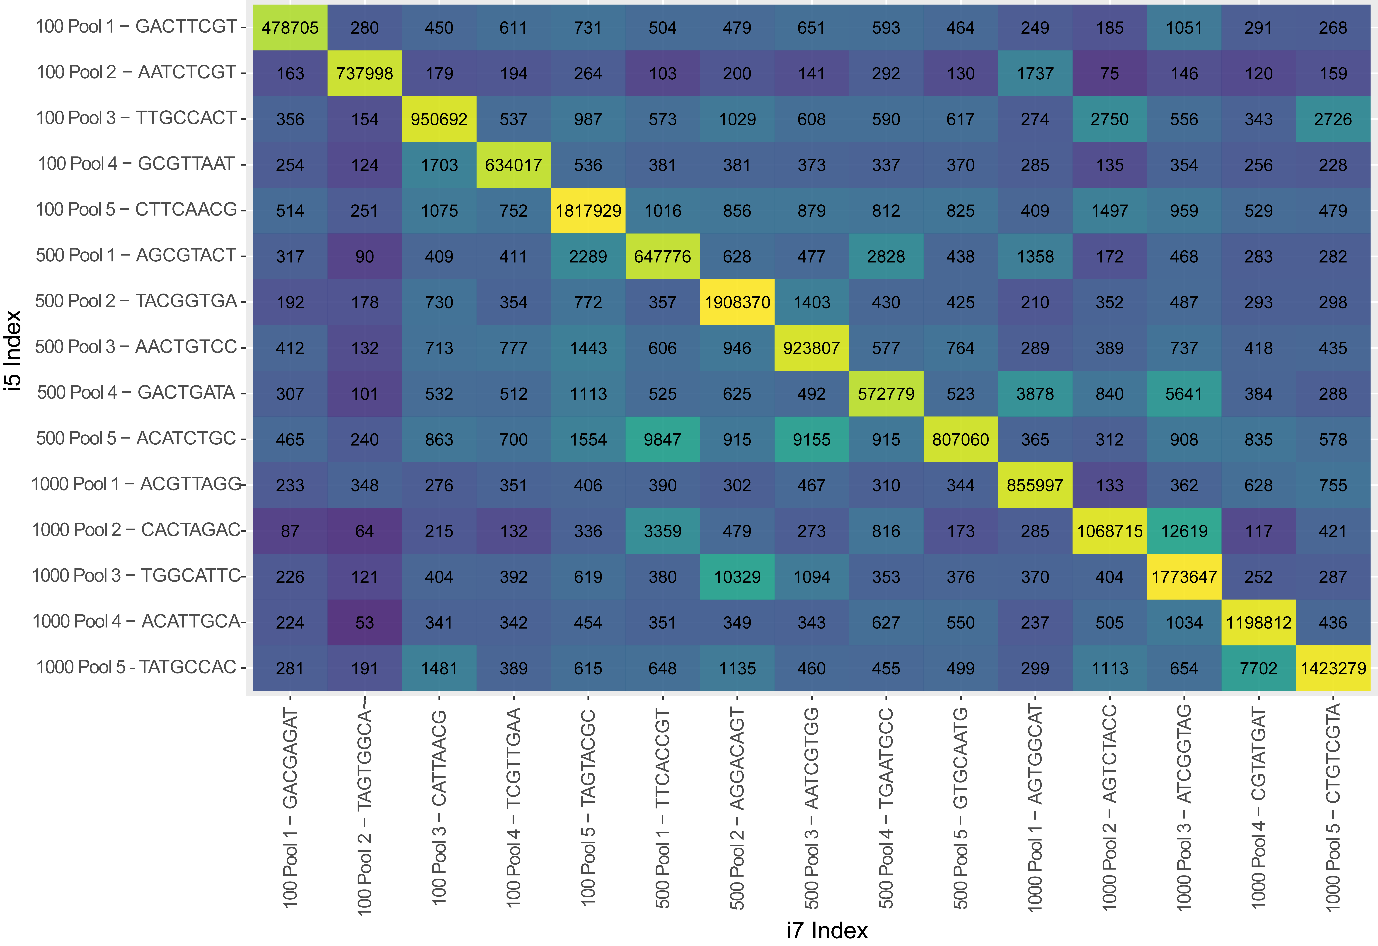 100 Pool 1 − GACTTCGT 478705 280 450 611 731 504 479 651 593 464 249 185 1051 291 268
100 Pool 2 − AATCTCGT 163 737998 179 194 264 103 200 141 292 130 1737 75 146 120 159
100 Pool 3 − TTGCCACT 356 154 950692 537 987 573 1029 608 590 617 274 2750 556 343 2726
100 Pool 4 − GCGTTAAT 254 124 1703 634017 536 381 381 373 337 370 285 135 354 256 228
100 Pool 5 − CTTCAACG 514 251 1075 752 1817929 1016 856 879 812 825 409 1497 959 529 479
500 Pool 1 − AGCGTACT 317 90 409 411 2289 647776 628 477 2828 438 1358 172 468 283 282
500 Pool 2 − TACGGTGA 192 178 730 354 772 357 1908370 1403 430 425 210 352 487 293 298
500 Pool 3 − AACTGTCC 412 132 713 777 1443 606 946 923807 577 764 289 389 737 418 435
500 Pool 4 − GACTGATA 307 101 532 512 1113 525 625 492 572779 523 3878 840 5641 384 288
500 Pool 5 − ACATCTGC 465 240 863 700 1554 9847 915 9155 915 807060 365 312 908 835 578
1000 Pool 1 − ACGTTAGG 233 348 276 351 406 390 302 467 310 344 855997 133 362 628 755
1000 Pool 2 − CACTAGAC 87 64 215 132 336 3359 479 273 816 173 285 1068715 12619 117 421
1000 Pool 3 − TGGCATTC 226 121 404 392 619 380 10329 1094 353 376 370 404 1773647 252 287
1000 Pool 4 − ACATTGCA 224 53 341 342 454 351 349 343 627 550 237 505 1034 1198812 436
1000 Pool 5 - TATGCCAC 281 191 1481 389 615 648 1135 460 455 499 299 1113 654 7702 1423279
i5 Index
100 Pool 1 − GACGAGAT
100 Pool 2 − TAGTGGCA
100 Pool 3 − CATTAACG
100 Pool 4 − TCGTTGAA
100 Pool 5 − TAGTACGC
500 Pool 1 − TTCACCGT
500 Pool 2 − AGGACAGT
500 Pool 3 − AATCGTGG
500 Pool 4 − TGAATGCC
500 Pool 5 − GTGCAATG
1000 Pool 1 − AGTGGCAT
1000 Pool 2 − AGTCTACC
1000 Pool 3 − ATCGGTAG
1000 Pool 4 − CGTATGAT
1000 Pool 5 − CTGTCGTA
i7 Index